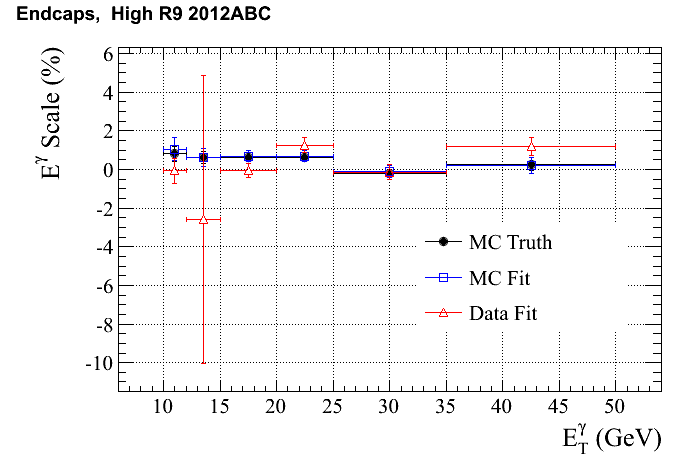 Endcaps,  High R9 2012ABC
E^γ Scale (%)
6
4
2
0
-2
-4
-6
-8
-10
MC Truth
MC Fit
Data Fit
10 15 20 25 30 35 40 45 50
E_T^γ (GeV)